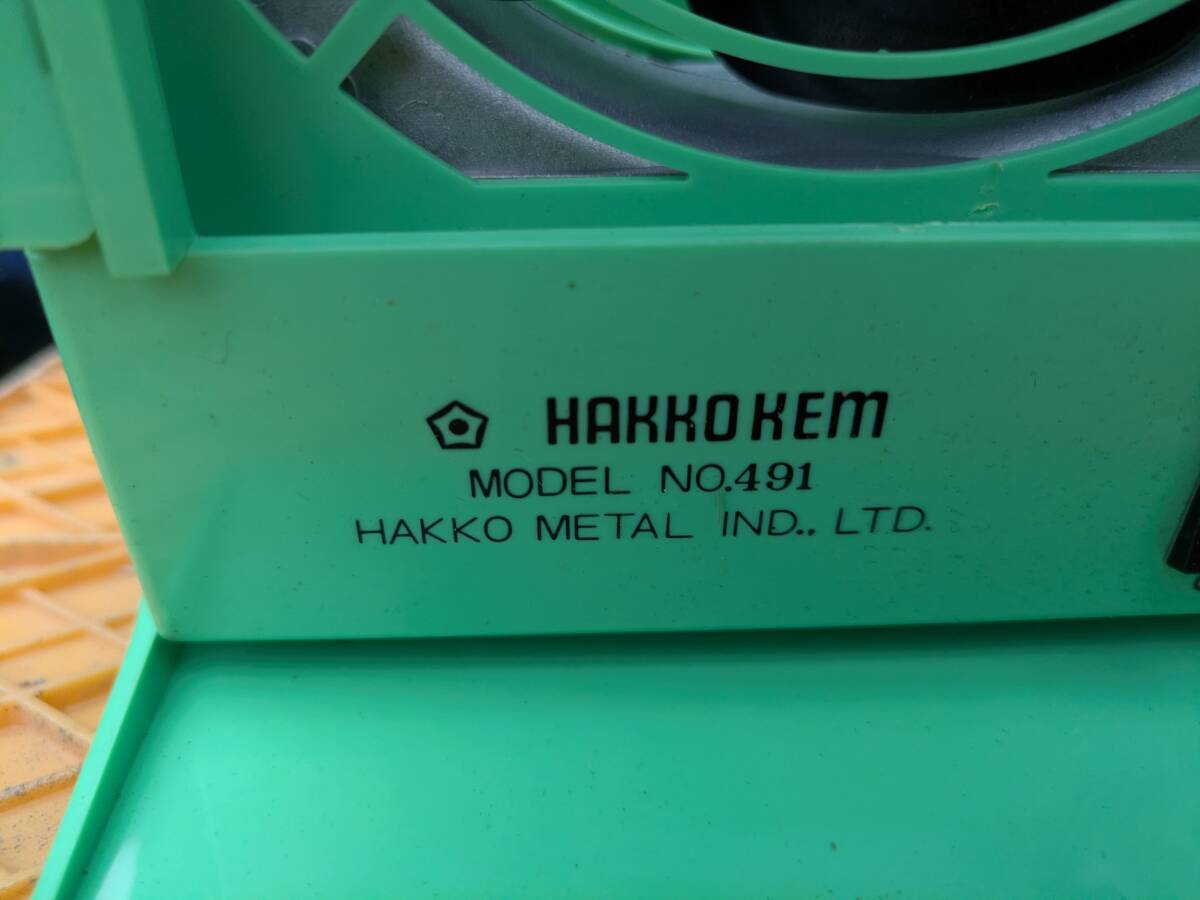 HAKKO KEM
MODEL NO.491
HAKKO METAL IND., LTD.